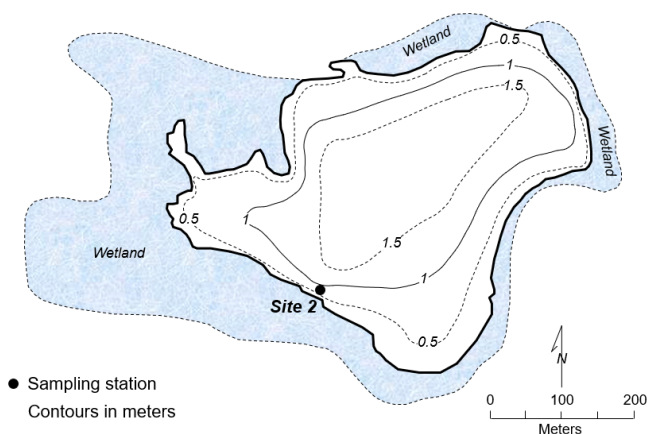 Wetland
0.5
1
1.5
Wetland
0.5
1
Wetland
1.5
1
Site 2
0.5
N
Sampling station
Contours in meters
0 100 200
Meters